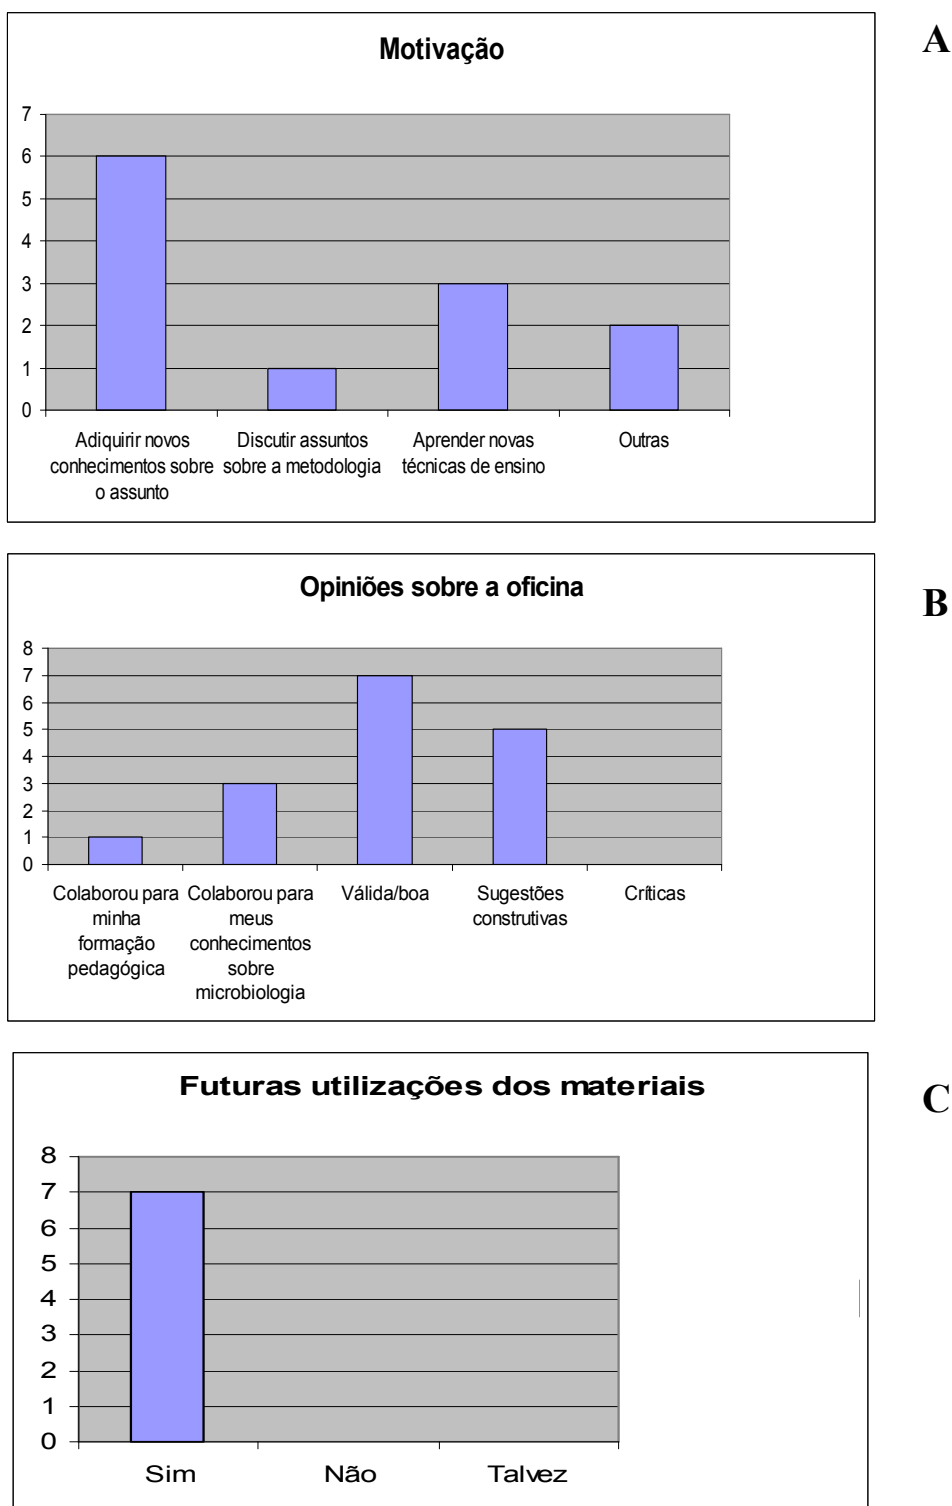 Motivação
A
7
6
5
4
3
2
1
0
Adiquirir novos
conhecimentos sobre
o assunto
Discutir assuntos
sobre a metodologia
Aprender novas
técnicas de ensino
Outras
Opiniões sobre a oficina
B
8
7
6
5
4
3
2
1
0
Colaborou para
minha
formação
pedagógica
Colaborou para
meus
conhecimentos
sobre
microbiologia
Válida/boa
Sugestões
construtivas
Críticas
Futuras utilizações dos materiais
C
8
7
6
5
4
3
2
1
0
Sim
Não
Talvez